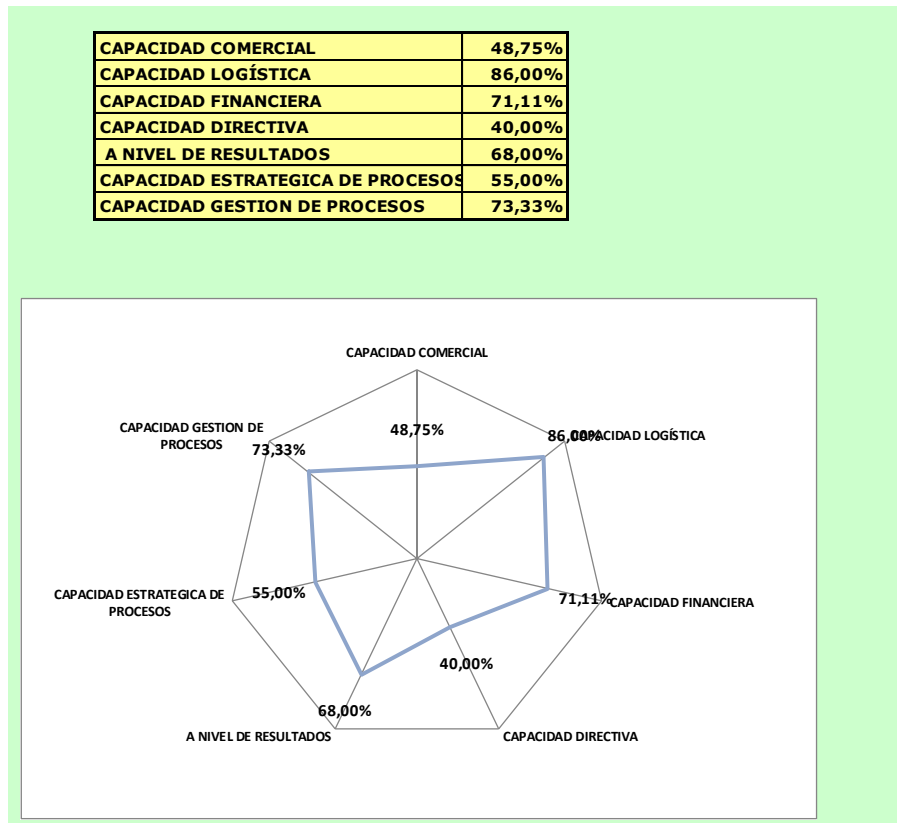 CAPACIDAD COMERCIAL 48,75%
CAPACIDAD LOGÍSTICA 86,00%
CAPACIDAD FINANCIERA 71,11%
CAPACIDAD DIRECTIVA 40,00%
A NIVEL DE RESULTADOS 68,00%
CAPACIDAD ESTRATEGICA DE PROCESOS 55,00%
CAPACIDAD GESTION DE PROCESOS 73,33%
CAPACIDAD COMERCIAL
48,75%
CAPACIDAD LOGÍSTICA
86,00%
CAPACIDAD FINANCIERA
71,11%
CAPACIDAD DIRECTIVA
40,00%
A NIVEL DE RESULTADOS
68,00%
CAPACIDAD ESTRATEGICA DE
PROCESOS
55,00%
CAPACIDAD GESTION DE
PROCESOS
73,33%